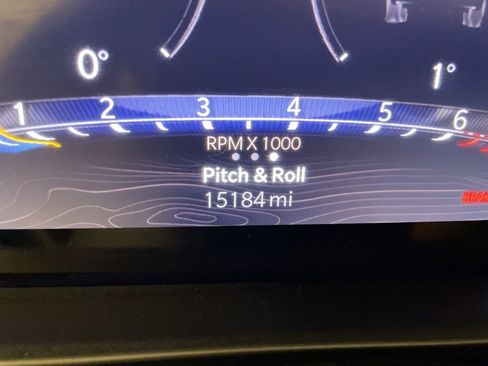 0° 1°
1 2 3 4 5 6
RPM X 1000
Pitch & Roll
15184 mi